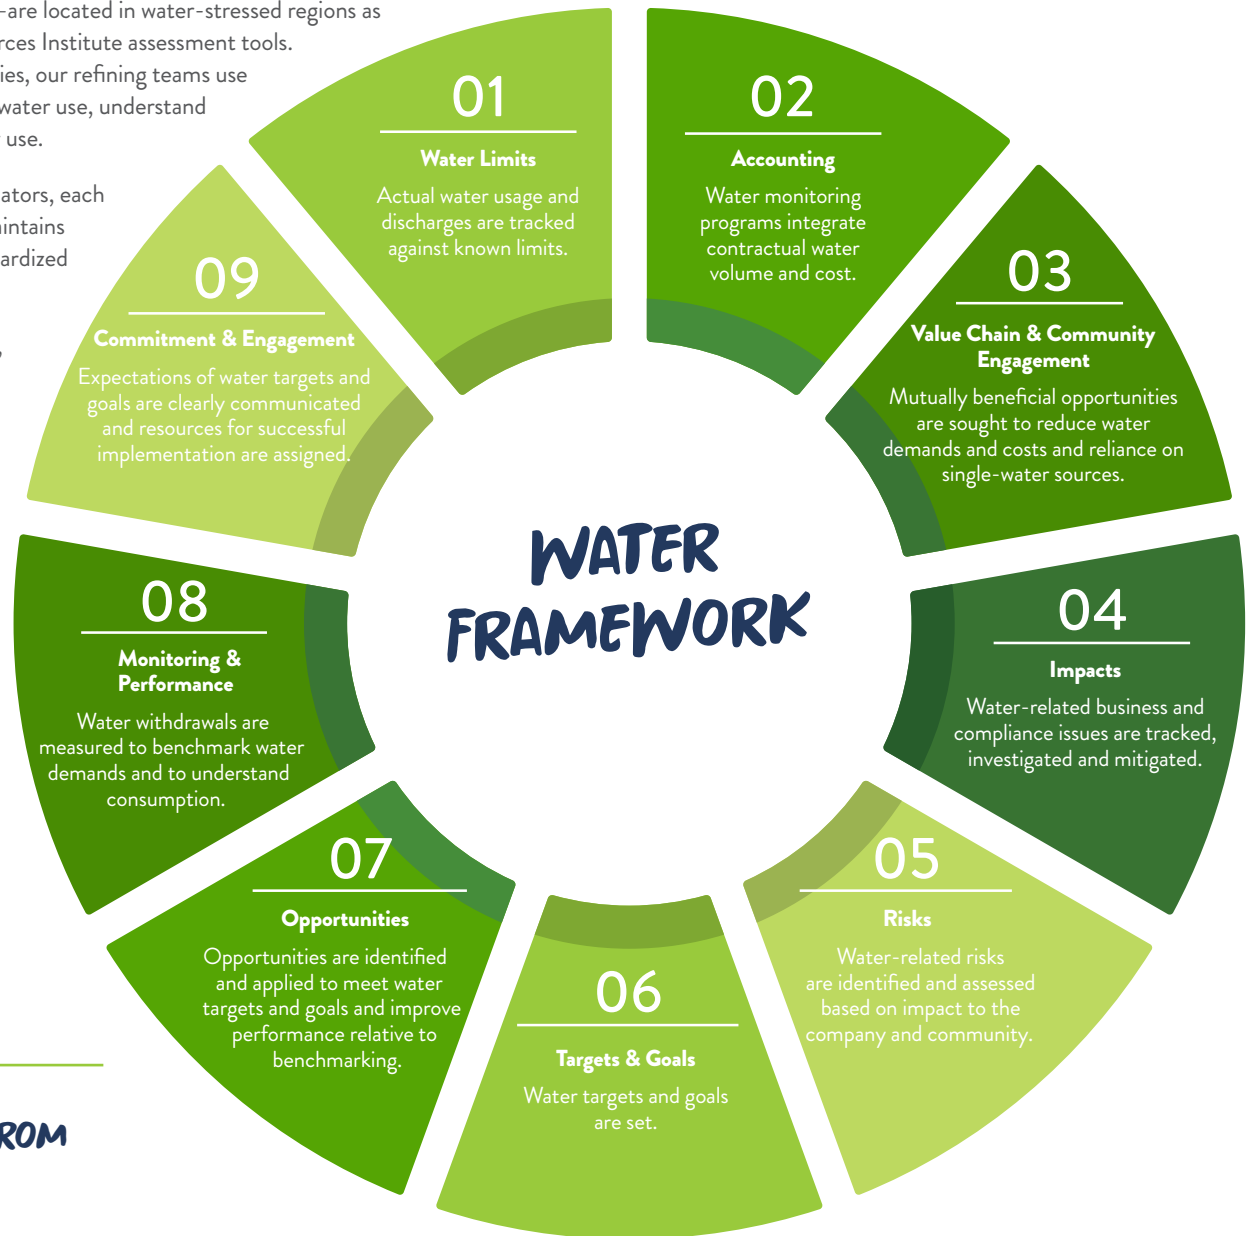 -are located in water-stressed regions as
rces Institute assessment tools.
ies, our refining teams use
water use, understand
use.
ators, each
intains
ardized
ROM
WATER
FRAMEWORK
01
Water Limits
Actual water usage and
discharges are tracked
against known limits.
02
Accounting
Water monitoring
programs integrate
contractual water
volume and cost.
03
Value Chain & Community
Engagement
Mutually beneficial opportunities
are sought to reduce water
demands and costs and reliance on
single-water sources.
04
Impacts
Water-related business and
compliance issues are tracked,
investigated and mitigated.
05
Risks
Water-related risks
are identified and assessed
based on impact to the
company and community.
06
Targets & Goals
Water targets and goals
are set.
07
Opportunities
Opportunities are identified
and applied to meet water
targets and goals and improve
performance relative to
benchmarking.
08
Monitoring &
Performance
Water withdrawals are
measured to benchmark water
demands and to understand
consumption.
09
Commitment & Engagement
Expectations of water targets and
goals are clearly communicated
and resources for successful
implementation are assigned.